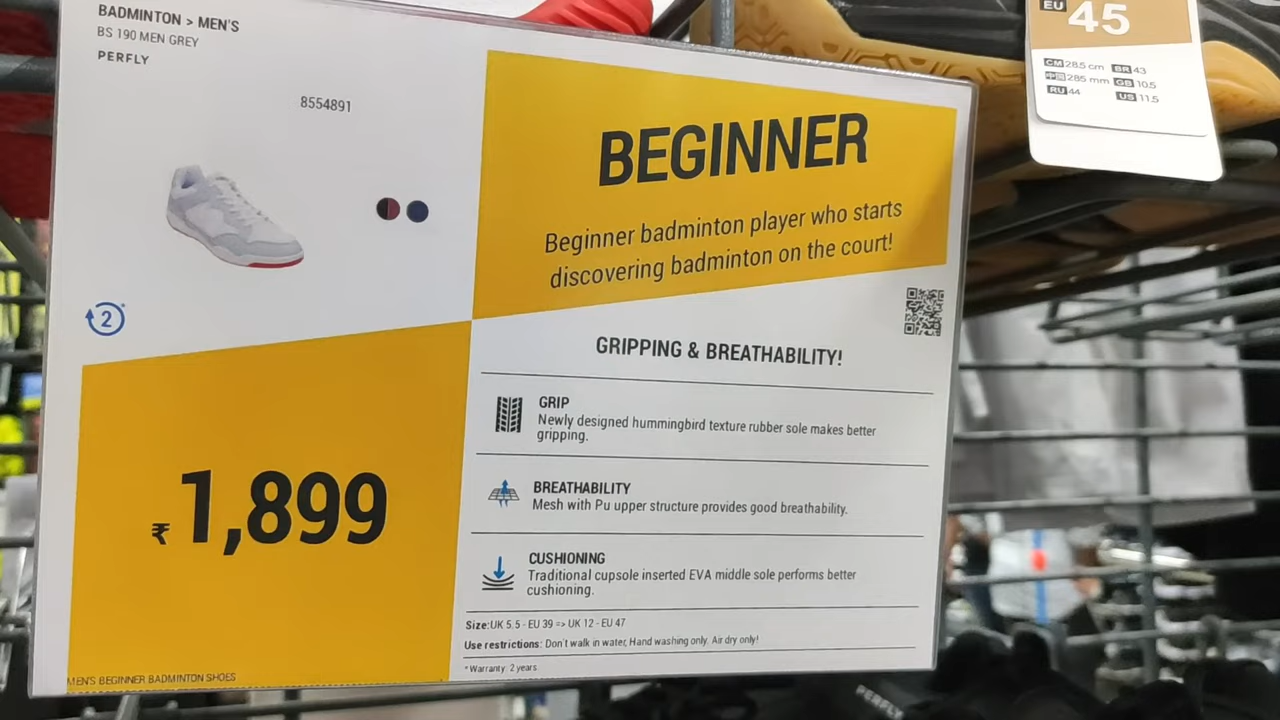 BADMINTON > MEN'S
BS 190 MEN GREY
PERFLY
8554891
2
₹1,899
MEN'S BEGINNER BADMINTON SHOES
BEGINNER
Beginner badminton player who starts
discovering badminton on the court!
GRIPPING & BREATHABILITY!
GRIP
Newly designed hummingbird texture rubber sole makes better
gripping.
BREATHABILITY
Mesh with Pu upper structure provides good breathability.
CUSHIONING
Traditional cupsole inserted EVA middle sole performs better
cushioning.
Size:UK 5.5 - EU 39 => UK 12 - EU 47
Use restrictions: Don't walk in water, Hand washing only. Air dry only!
* Warranty: 2 years
EU 45
CM 28.5 cm BR 43
中国 285 mm GB 10.5
RU 44 US 11.5
PERFLY